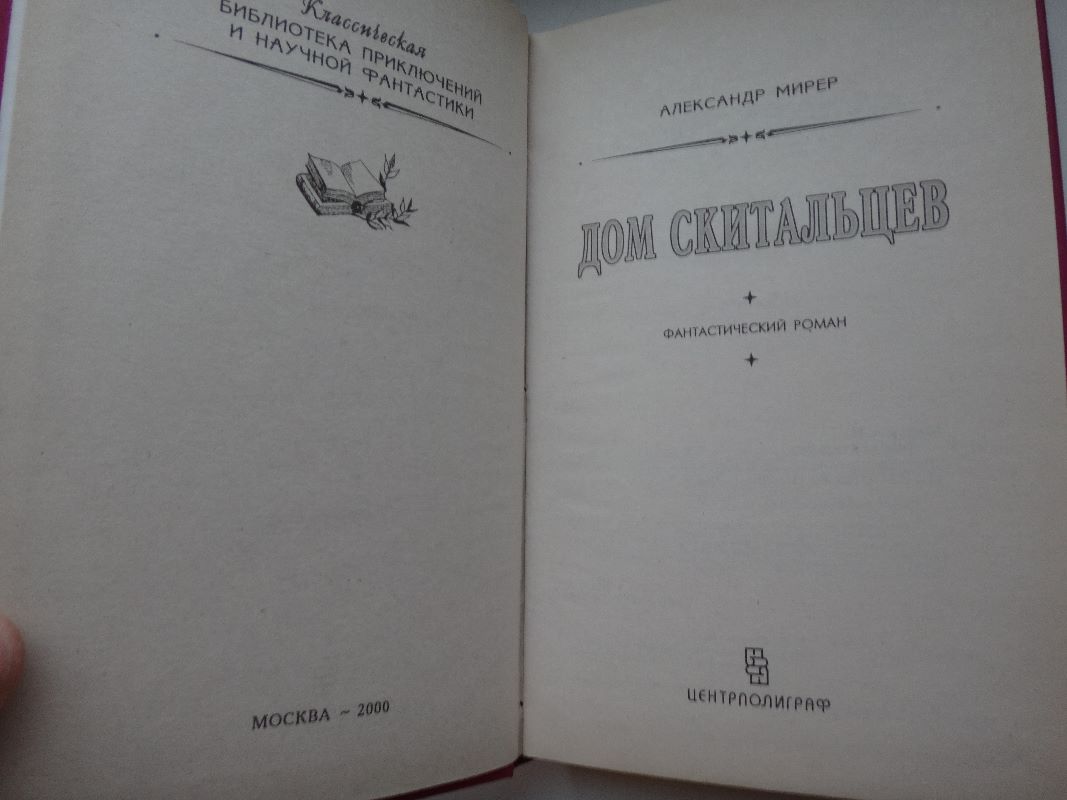 Классическая
БИБЛИОТЕКА ПРИКЛЮЧЕНИЙ
И НАУЧНОЙ ФАНТАСТИКИ
МОСКВА ~ 2000
АЛЕКСАНДР МИРЕР
ДОМ СКИТАЛЬЦЕВ
ФАНТАСТИЧЕСКИЙ РОМАН
ЦЕНТРПОЛИГРАФ